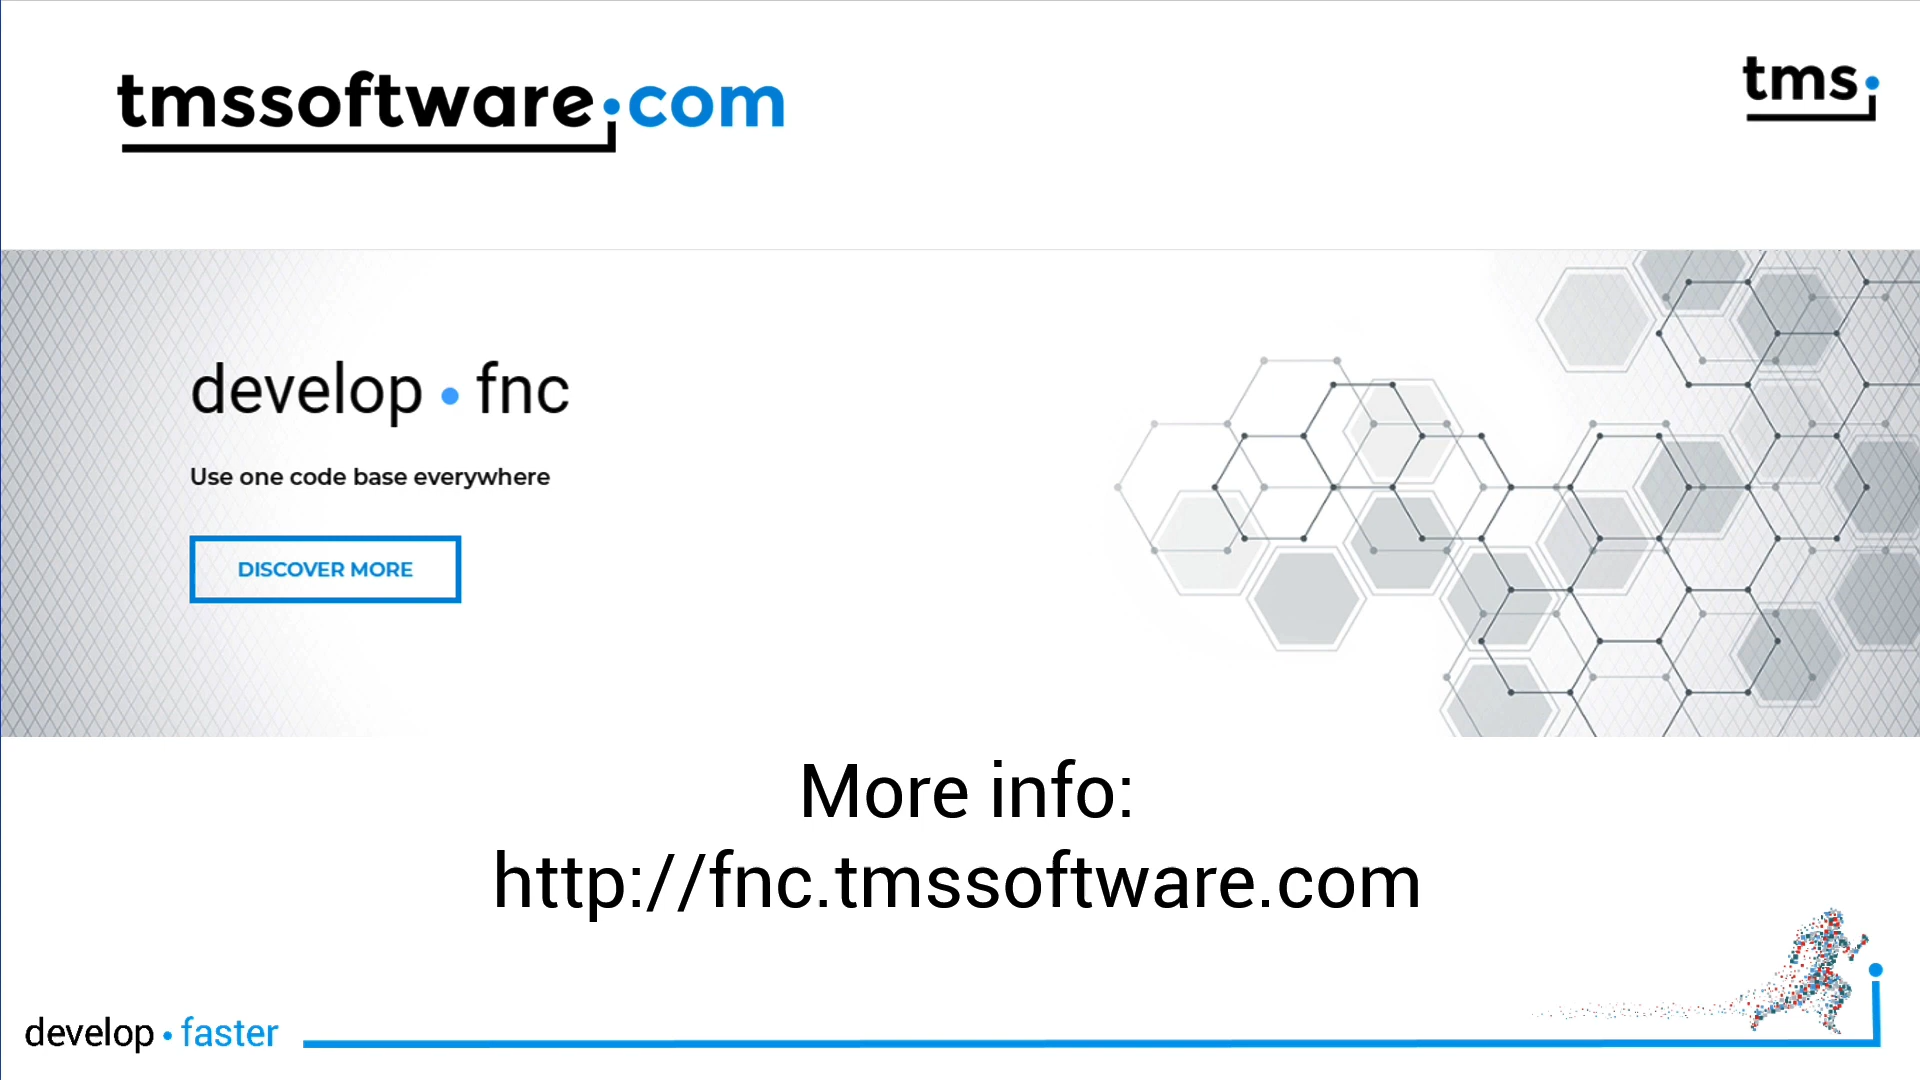 tmssoftware.com
tms
develop • fnc
Use one code base everywhere
DISCOVER MORE
More info:
http://fnc.tmssoftware.com
develop • faster